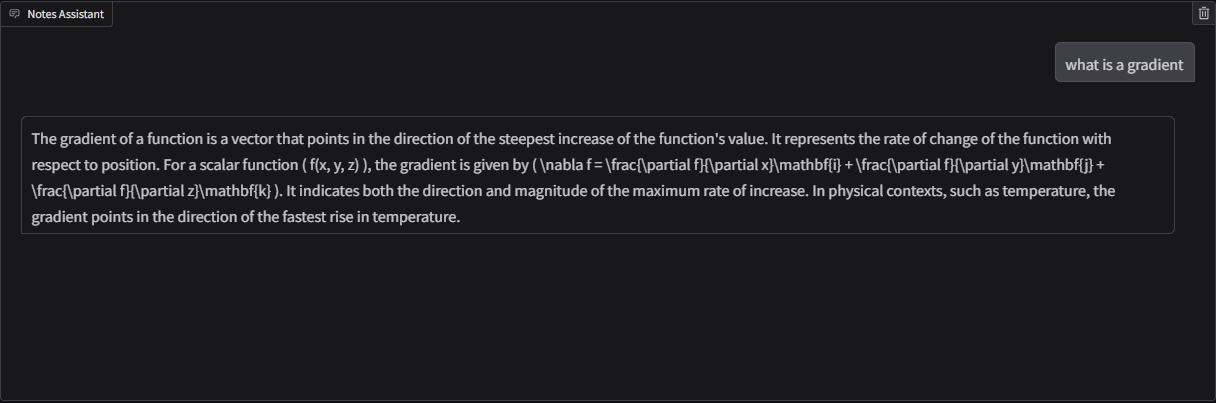 Notes Assistant
what is a gradient
The gradient of a function is a vector that points in the direction of the steepest increase of the function's value. It represents the rate of change of the function with
respect to position. For a scalar function ( f(x, y, z) ), the gradient is given by ( \nabla f = \frac{\partial f}{\partial x}\mathbf{i} + \frac{\partial f}{\partial y}\mathbf{j} +
\frac{\partial f}{\partial z}\mathbf{k} ). It indicates both the direction and magnitude of the maximum rate of increase. In physical contexts, such as temperature, the
gradient points in the direction of the fastest rise in temperature.